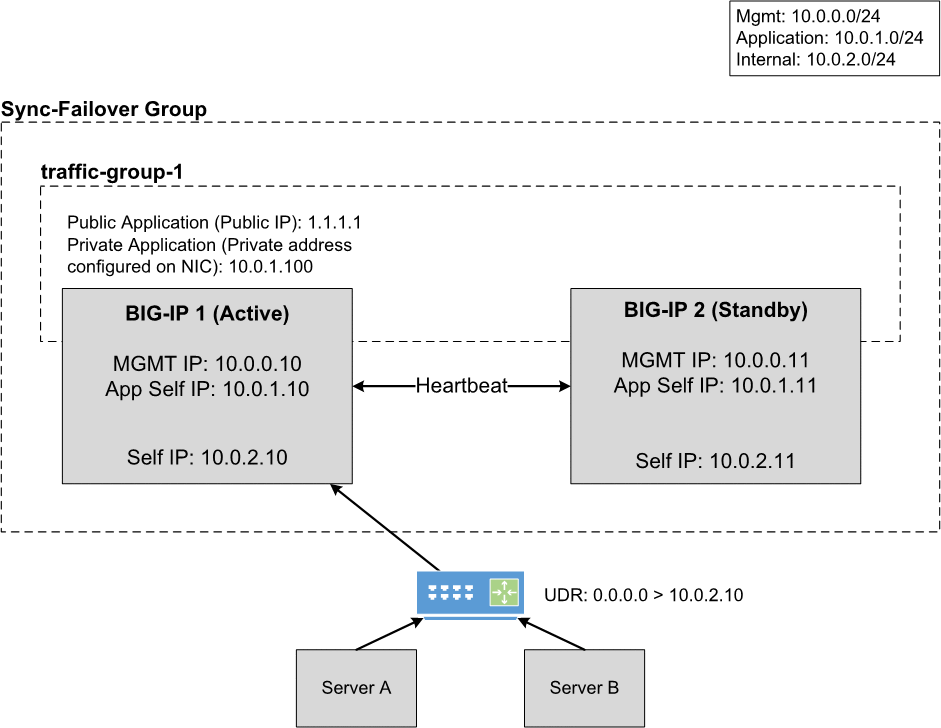 Mgmt: 10.0.0.0/24
Application: 10.0.1.0/24
Internal: 10.0.2.0/24
Sync-Failover Group
traffic-group-1
Public Application (Public IP): 1.1.1.1
Private Application (Private address
configured on NIC): 10.0.1.100
BIG-IP 1 (Active)
MGMT IP: 10.0.0.10
App Self IP: 10.0.1.10
Self IP: 10.0.2.10
Heartbeat
BIG-IP 2 (Standby)
MGMT IP: 10.0.0.11
App Self IP: 10.0.1.11
Self IP: 10.0.2.11
UDR: 0.0.0.0 > 10.0.2.10
Server A
Server B